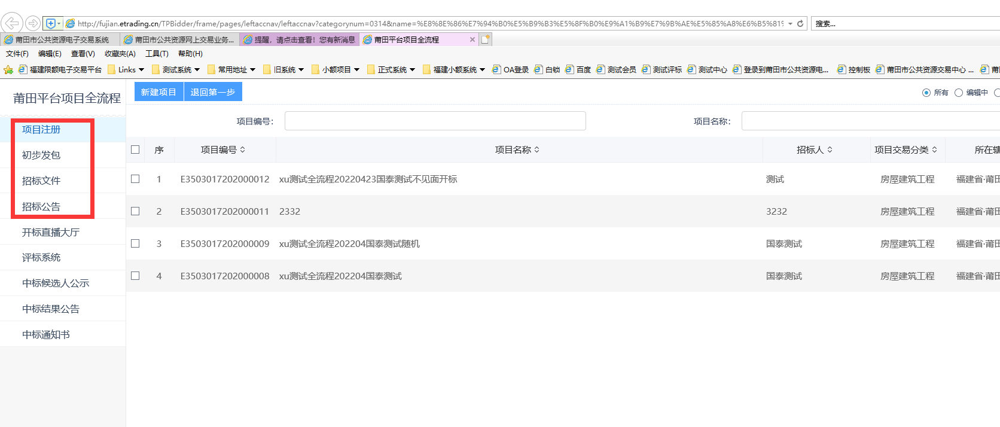 http://fujian.etrading.cn/TPBidder/frame/pages/leftaccnav/leftaccnav?categorynum=0314&name=%E8%8E%86%E7%94%B0%E5%B9%B3%E5%8F%B0%E9%A1%B9%E7%9B%AE%E5%85%A8%E6%B5%81% 搜索...
莆田市公共资源电子交易系统 莆田市公共资源网上交易业务... 提醒，请点击查看！您有新消息 莆田平台项目全流程
文件(F) 编辑(E) 查看(V) 收藏夹(A) 工具(T) 帮助(H)
福建限额电子交易平台 Links 测试系统 常用地址 旧系统 小额项目 正式系统 福建小额系统 OA登录 白锁 百度 测试会员 测试评标 测试中心 登录到莆田市公共资源电... 控制板 莆田市公共资源交易中心 ...
莆田平台项目全流程
新建项目 退回第一步
所有 编辑中
项目编号： 项目名称：
项目注册
初步发包
招标文件
招标公告
开标直播大厅
评标系统
中标候选人公示
中标结果公告
中标通知书
序 项目编号 项目名称 招标人 项目交易分类 所在辖
1 E3503017202000012 xu测试全流程20220423国泰测试不见面开标 测试 房屋建筑工程 福建省·莆田
2 E3503017202000011 2332 3232 房屋建筑工程 福建省·莆田
3 E3503017202000009 xu测试全流程202204国泰测试随机 国泰测试 房屋建筑工程 福建省·莆田
4 E3503017202000008 xu测试全流程202204国泰测试 国泰测试 房屋建筑工程 福建省·莆田